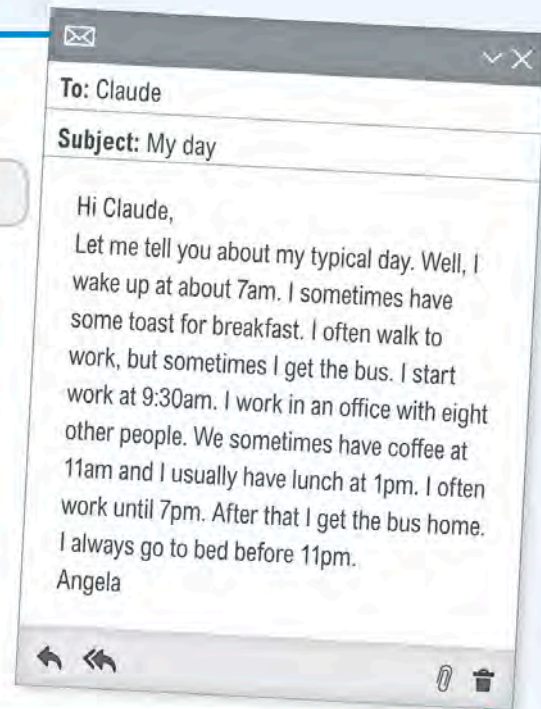 To: Claude
Subject: My day
Hi Claude,
Let me tell you about my typical day. Well, I
wake up at about 7am. I sometimes have
some toast for breakfast. I often walk to
work, but sometimes I get the bus. I start
work at 9:30am. I work in an office with eight
other people. We sometimes have coffee at
11am and I usually have lunch at 1pm. I often
work until 7pm. After that I get the bus home.
I always go to bed before 11pm.
Angela